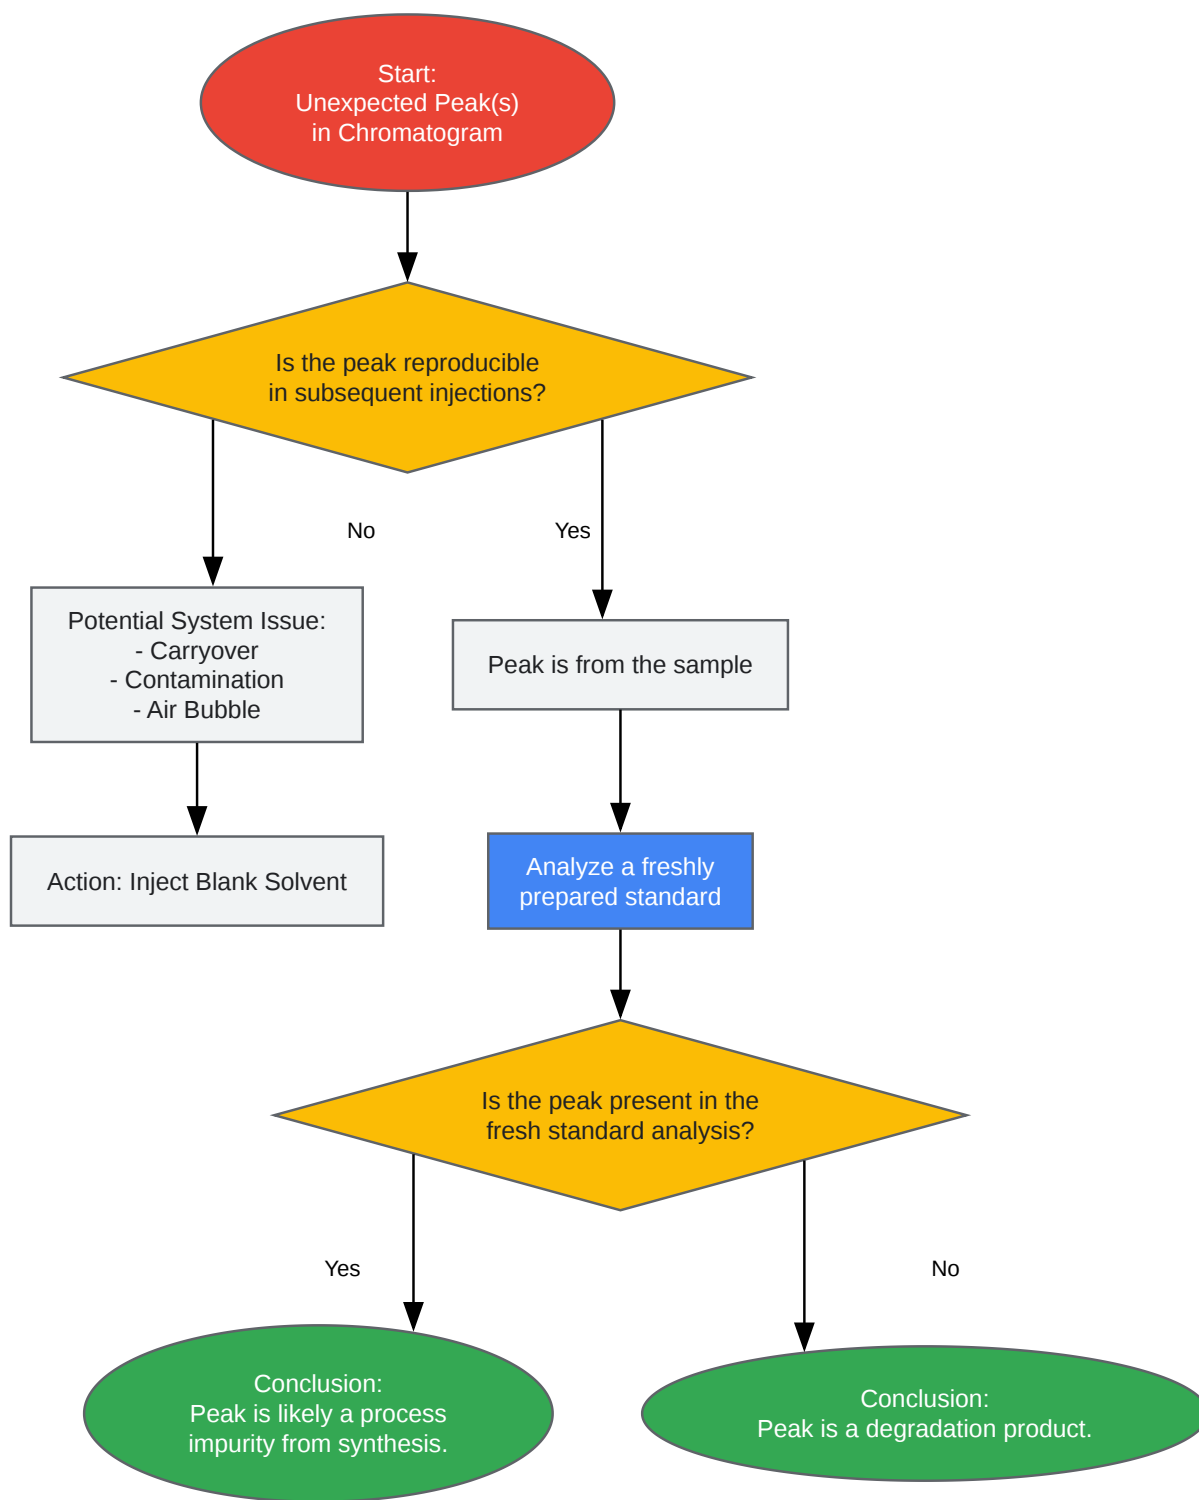 Start:
Unexpected Peak(s)
in Chromatogram
Is the peak reproducible
in subsequent injections?
No
Yes
Potential System Issue:
- Carryover
- Contamination
- Air Bubble
Peak is from the sample
Action: Inject Blank Solvent
Analyze a freshly
prepared standard
Is the peak present in the
fresh standard analysis?
Yes
No
Conclusion:
Peak is likely a process
impurity from synthesis.
Conclusion:
Peak is a degradation product.